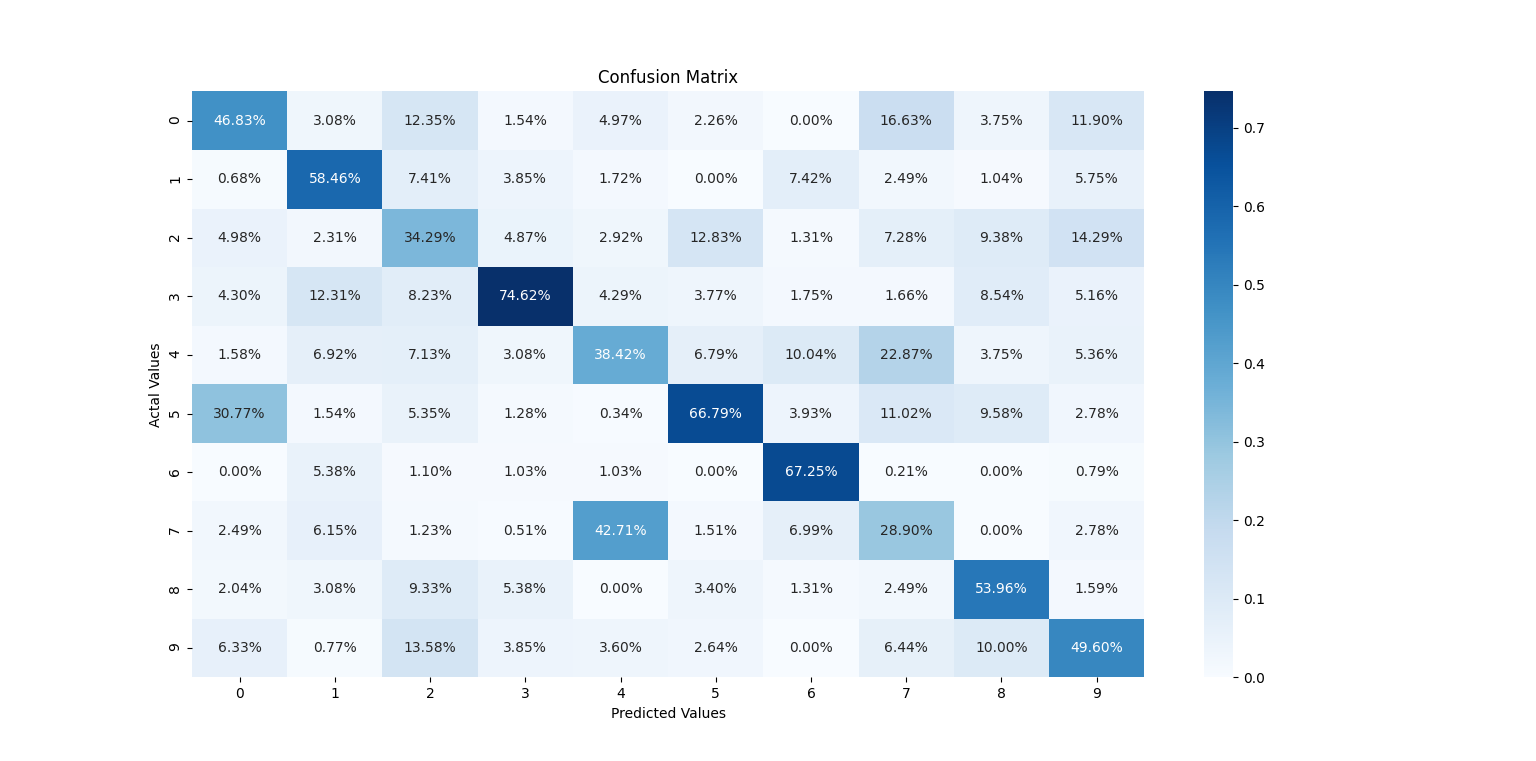 Confusion Matrix
0 46.83% 3.08% 12.35% 1.54% 4.97% 2.26% 0.00% 16.63% 3.75% 11.90%
1 0.68% 58.46% 7.41% 3.85% 1.72% 0.00% 7.42% 2.49% 1.04% 5.75%
2 4.98% 2.31% 34.29% 4.87% 2.92% 12.83% 1.31% 7.28% 9.38% 14.29%
3 4.30% 12.31% 8.23% 74.62% 4.29% 3.77% 1.75% 1.66% 8.54% 5.16%
4 1.58% 6.92% 7.13% 3.08% 38.42% 6.79% 10.04% 22.87% 3.75% 5.36%
5 30.77% 1.54% 5.35% 1.28% 0.34% 66.79% 3.93% 11.02% 9.58% 2.78%
6 0.00% 5.38% 1.10% 1.03% 1.03% 0.00% 67.25% 0.21% 0.00% 0.79%
7 2.49% 6.15% 1.23% 0.51% 42.71% 1.51% 6.99% 28.90% 0.00% 2.78%
8 2.04% 3.08% 9.33% 5.38% 0.00% 3.40% 1.31% 2.49% 53.96% 1.59%
9 6.33% 0.77% 13.58% 3.85% 3.60% 2.64% 0.00% 6.44% 10.00% 49.60%
0 1 2 3 4 5 6 7 8 9
Predicted Values
Actal Values
0.7
0.6
0.5
0.4
0.3
0.2
0.1
0.0